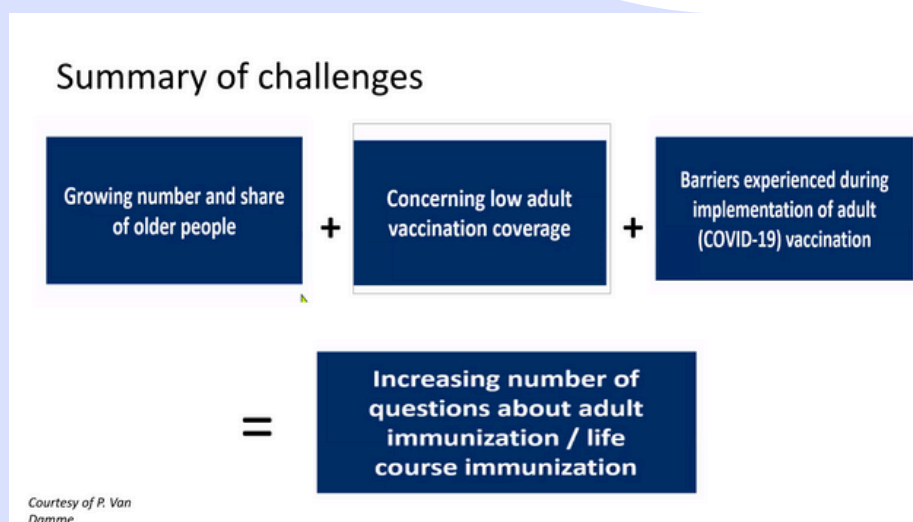 Summary of challenges
Growing number and share
of older people
+
Concerning low adult
vaccination coverage
+
Barriers experienced during
implementation of adult
(COVID-19) vaccination
=
Increasing number of
questions about adult
immunization / life
course immunization
Courtesy of P. Van
Damme